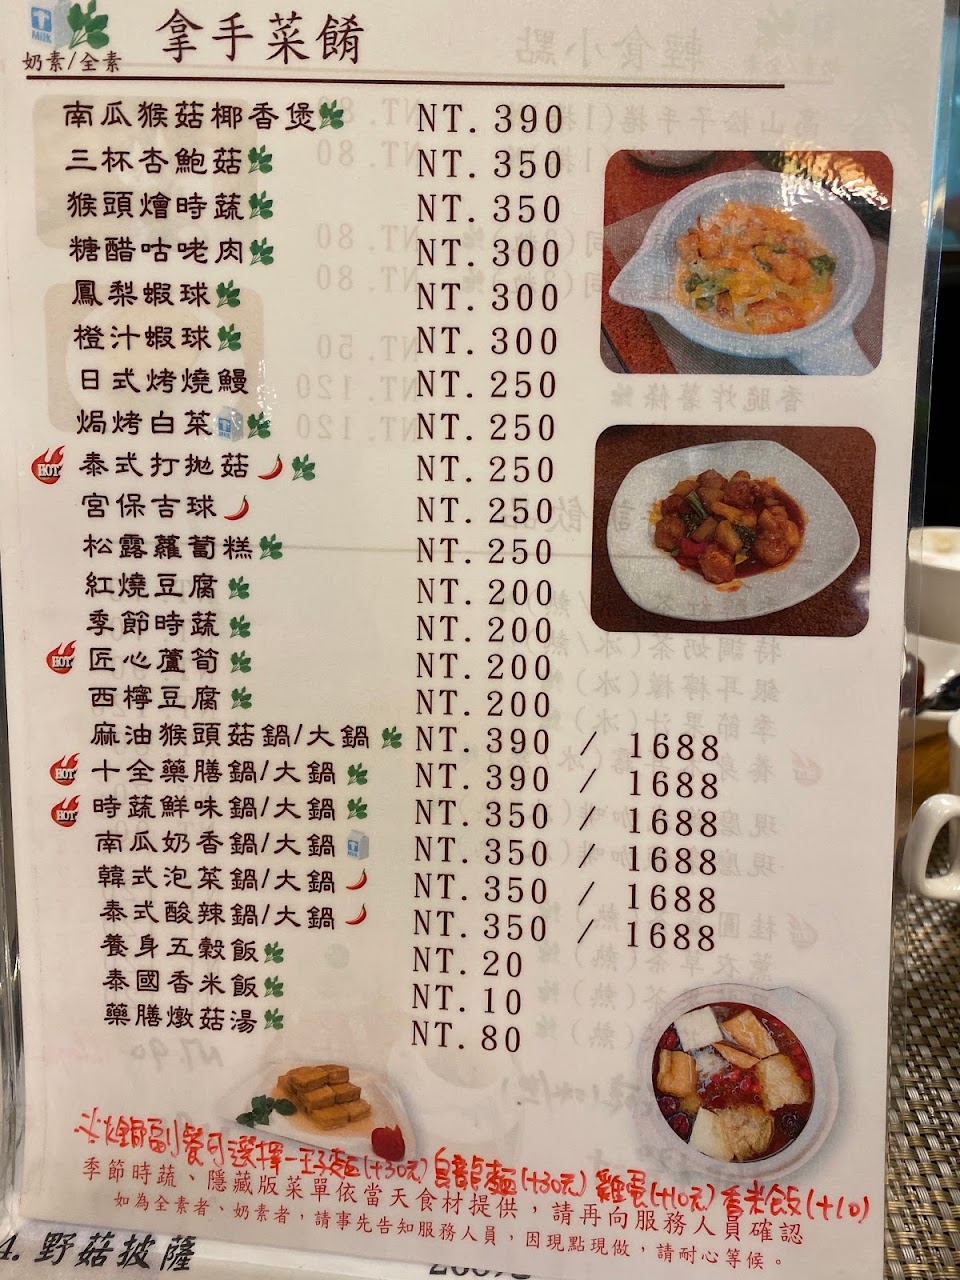 Milk
奶素/全素
拿手菜餚
南瓜猴菇椰香煲 NT. 390
三杯杏鮑菇 NT. 350
猴頭燴時蔬 NT. 350
糖醋咕咾肉 NT. 300
鳳梨蝦球 NT. 300
橙汁蝦球 NT. 300
日式烤燒鰻 NT. 250
焗烤白菜 NT. 250
HOT 泰式打拋菇 NT. 250
宮保吉球 NT. 250
松露蘿蔔糕 NT. 250
紅燒豆腐 NT. 200
季節時蔬 NT. 200
HOT 匠心蘆筍 NT. 200
西檸豆腐 NT. 200
麻油猴頭菇鍋/大鍋 NT. 390 / 1688
HOT 十全藥膳鍋/大鍋 NT. 390 / 1688
HOT 時蔬鮮味鍋/大鍋 NT. 350 / 1688
南瓜奶香鍋/大鍋 NT. 350 / 1688
韓式泡菜鍋/大鍋 NT. 350 / 1688
泰式酸辣鍋/大鍋 NT. 350 / 1688
養身五穀飯 NT. 20
泰國香米飯 NT. 10
藥膳燉菇湯 NT. 80
火鍋副餐可選擇-王子麵(+30元) 烏龍麵(+30元) 雞蛋(+10元) 香米飯(+10)
季節時蔬、隱藏版菜單依當天食材提供，請再向服務人員確認
如為全素者、奶素者，請事先告知服務人員，因現點現做，請耐心等候。
4. 野菇披薩